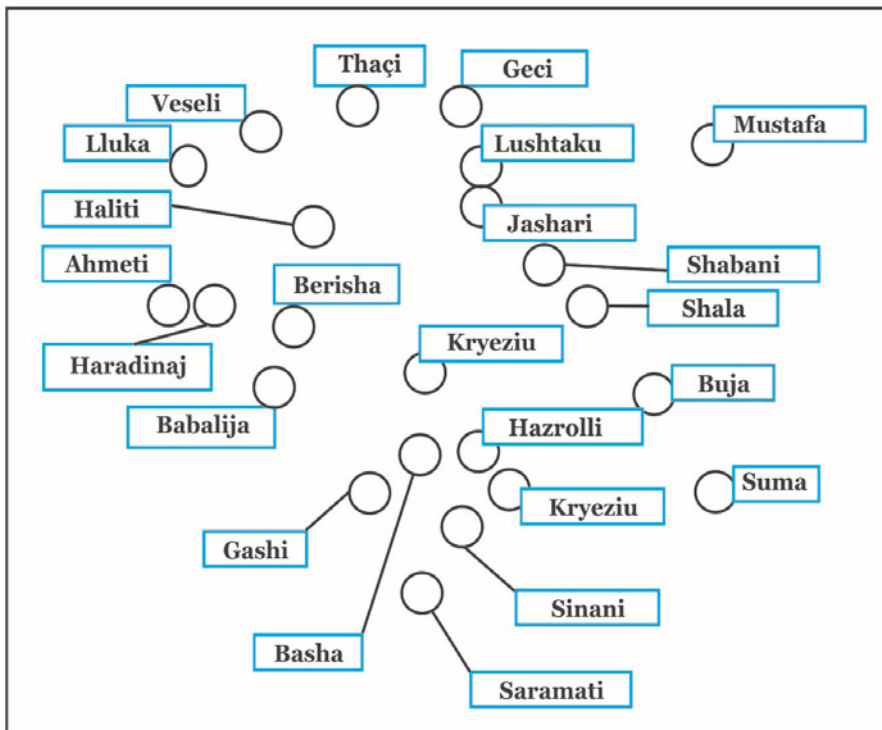 Thaçi
Geci
Veseli
Mustafa
Lluka
Lushtaku
Haliti
Jashari
Ahmeti
Berisha
Shabani
Shala
Kryeziu
Haradinaj
Buja
Babalija
Hazrolli
Suma
Kryeziu
Gashi
Sinani
Basha
Saramati